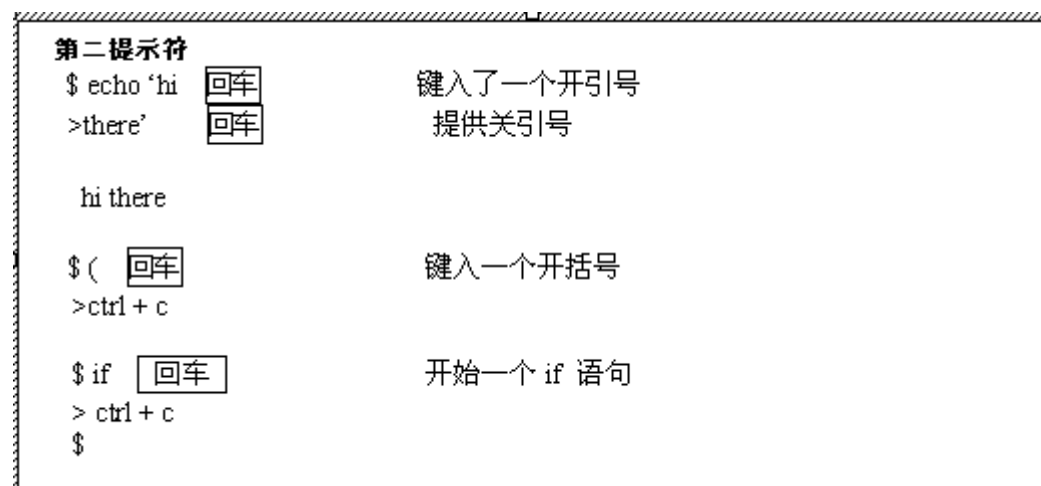 第二提示符
$ echo ‘hi 回车 键入了一个开引号
>there’ 回车 提供关引号
hi there
$ ( 回车 键入一个开括号
>ctrl + c
$ if 回车 开始一个 if 语句
> ctrl + c
$